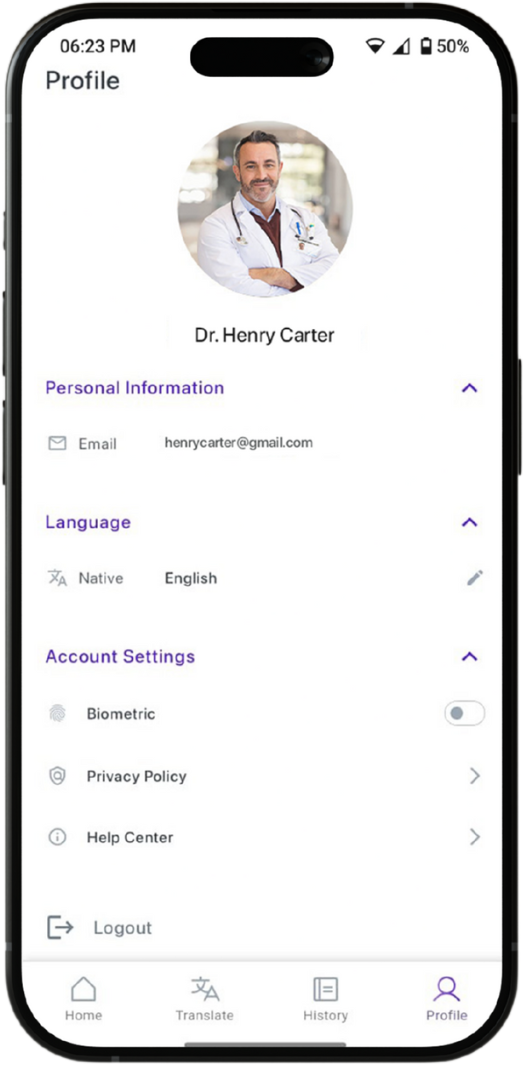 06:23 PM 50%
Profile
Dr. Henry Carter
Personal Information
Email henrycarter@gmail.com
Language
Native English
Account Settings
Biometric
Privacy Policy
Help Center
Logout
Home Translate History Profile